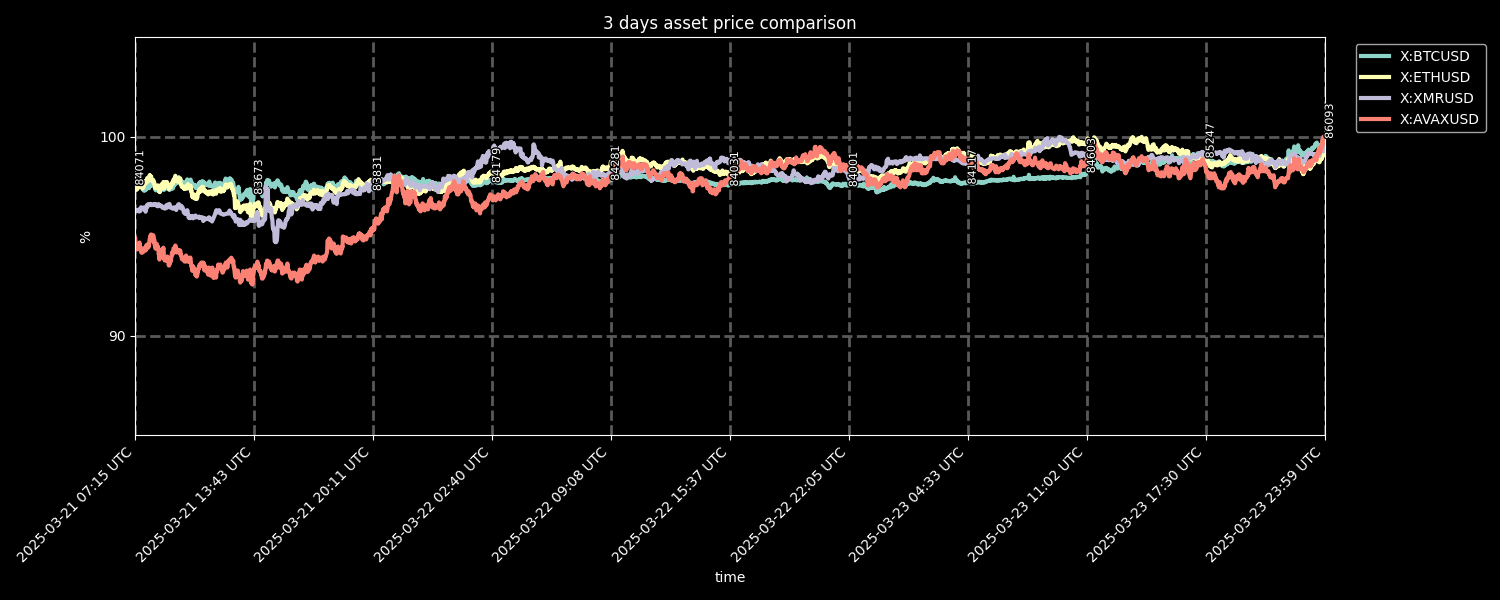 3 days asset price comparison
X:BTCUSD
X:ETHUSD
X:XMRUSD
X:AVAXUSD
%
100
90
84071
83673
83831
84179
84281
84031
84001
84117
84603
85247
86093
2025-03-21 07:15 UTC
2025-03-21 13:43 UTC
2025-03-21 20:11 UTC
2025-03-22 02:40 UTC
2025-03-22 09:08 UTC
2025-03-22 15:37 UTC
2025-03-22 22:05 UTC
2025-03-23 04:33 UTC
2025-03-23 11:02 UTC
2025-03-23 17:30 UTC
2025-03-23 23:59 UTC
time